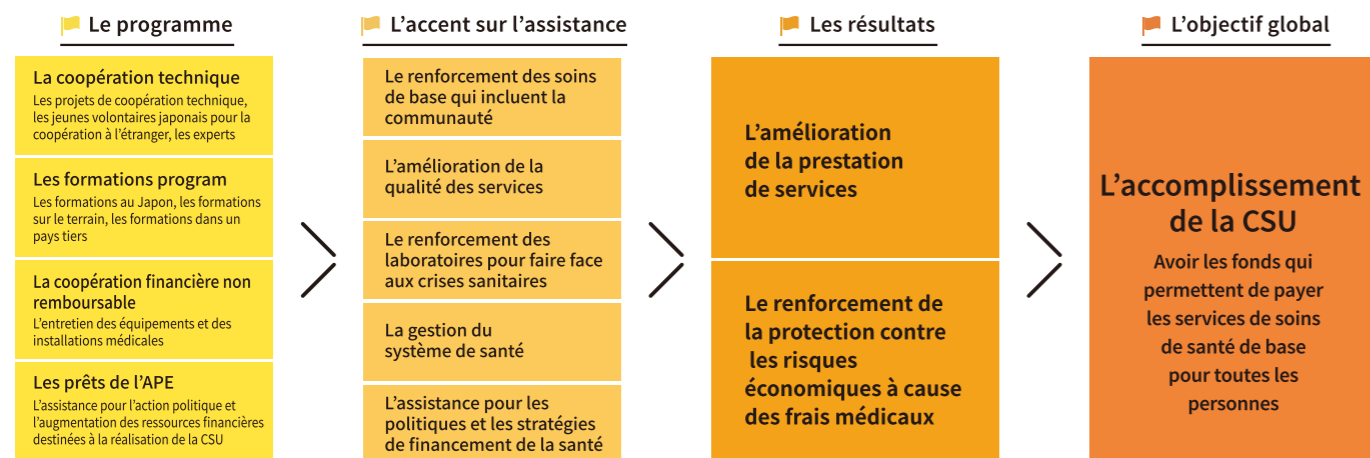 Le programme
La coopération technique
Les projets de coopération technique,
les jeunes volontaires japonais pour la
coopération à l'étranger, les experts
Les formations program
Les formations au Japon, les formations
sur le terrain, les formations dans un
pays tiers
La coopération financière non
remboursable
L'entretien des équipements et des
installations médicales
Les prêts de l'APE
L'assistance pour l'action politique et
l'augmentation des ressources financières
destinées à la réalisation de la CSU
L'accent sur l'assistance
Le renforcement des soins
de base qui incluent la
communauté
L'amélioration de la
qualité des services
Le renforcement des
laboratoires pour faire face
aux crises sanitaires
La gestion du
système de santé
L'assistance pour les
politiques et les stratégies
de financement de la santé
Les résultats
L'amélioration
de la prestation
de services
Le renforcement de
la protection contre
les risques
économiques à cause
des frais médicaux
L'objectif global
L'accomplissement
de la CSU
Avoir les fonds qui
permettent de payer
les services de soins
de santé de base
pour toutes les
personnes